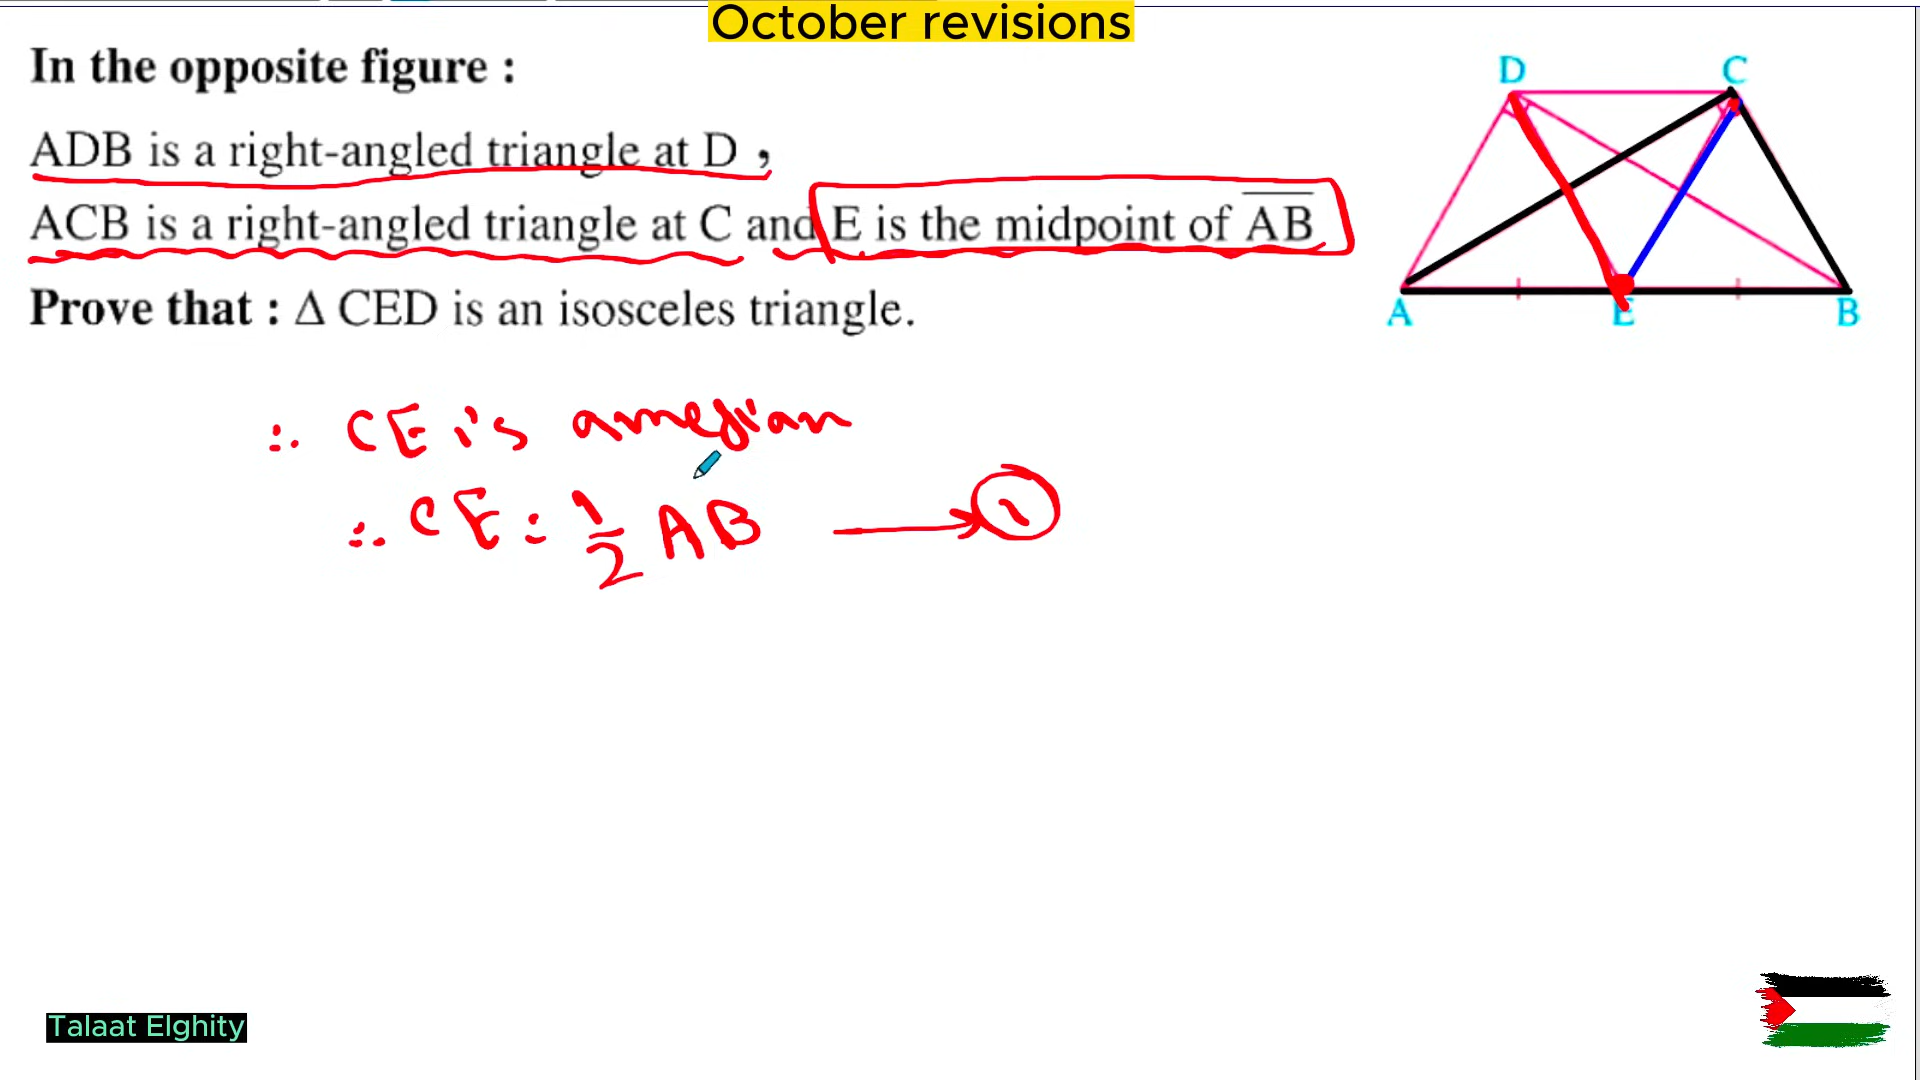 October revisions
In the opposite figure :
ADB is a right-angled triangle at D ,
ACB is a right-angled triangle at C and E is the midpoint of A̅B̅
Prove that : Δ CED is an isosceles triangle.
D C
A E B
∴ CE is a median
∴ CE = 1/2 AB → 1
Talaat Elghity